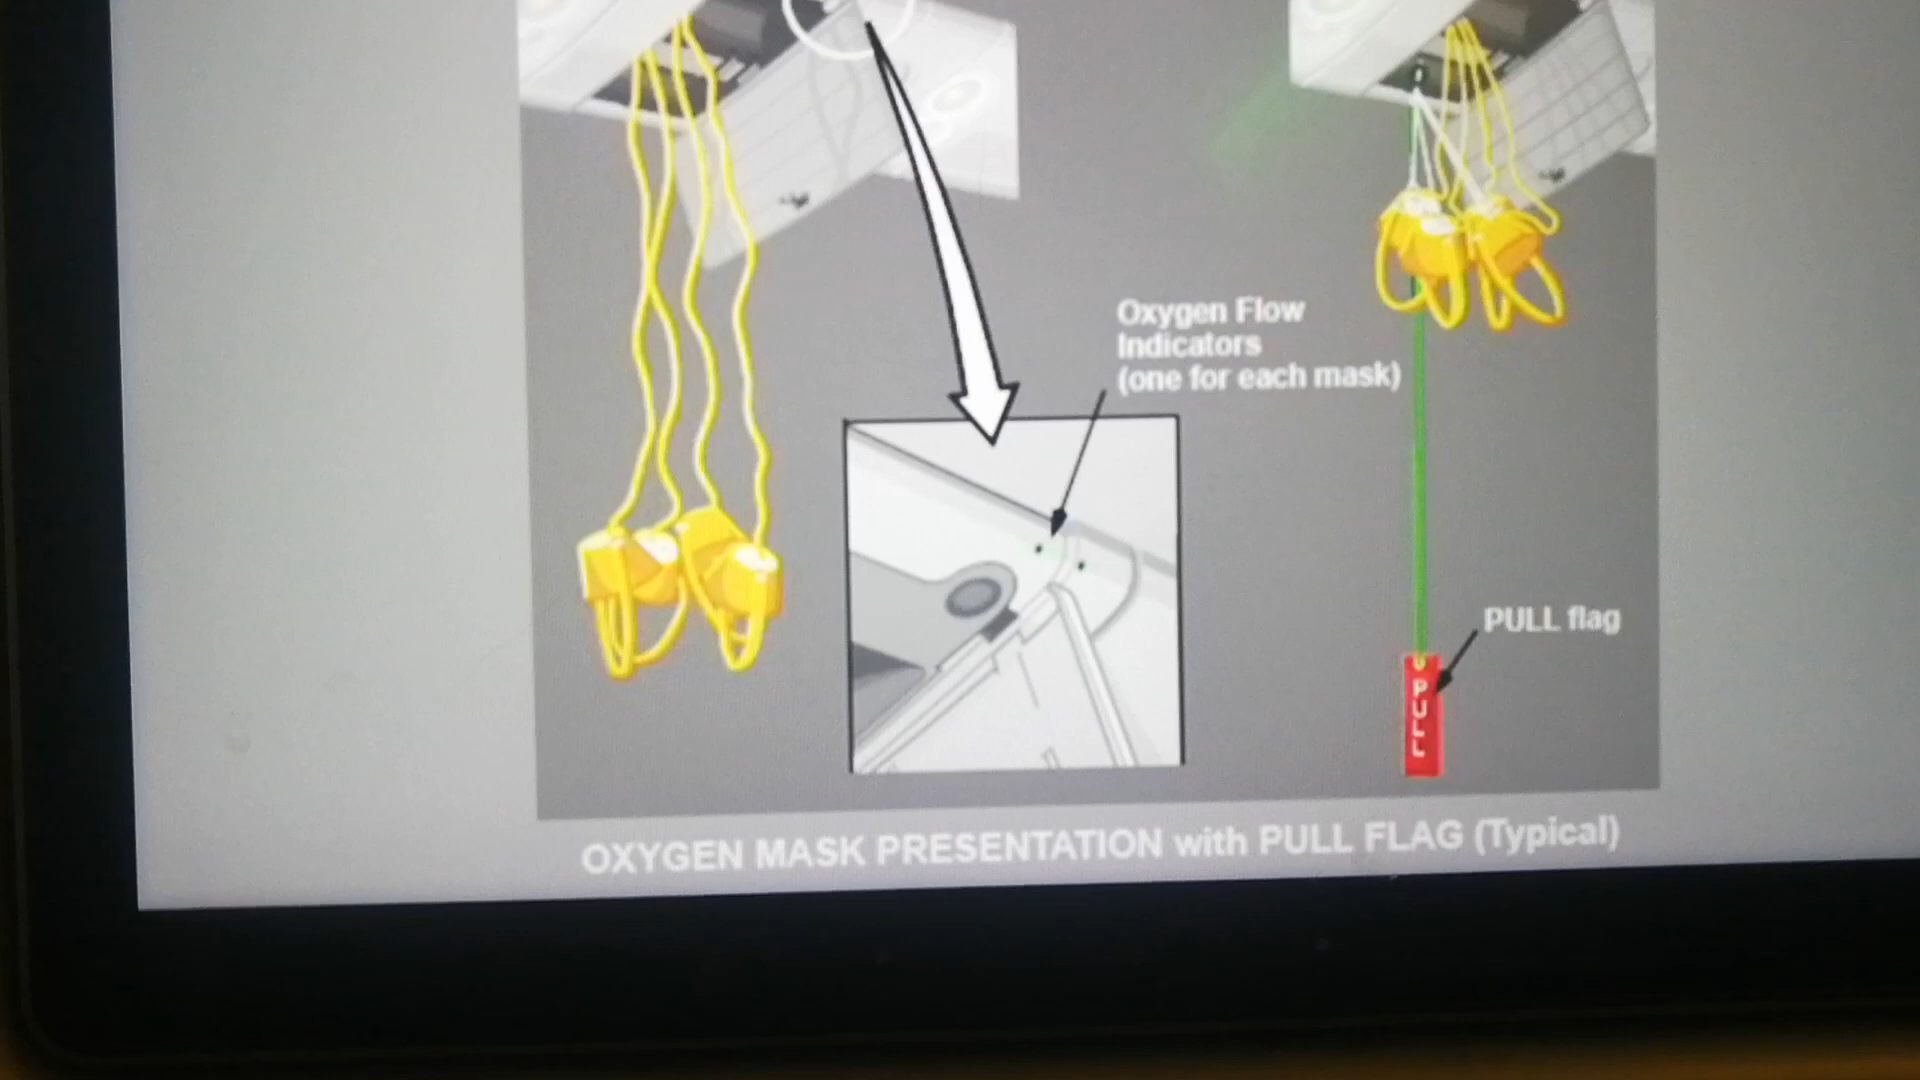 Oxygen Flow
Indicators
(one for each mask)
PULL flag
PULL
OXYGEN MASK PRESENTATION with PULL FLAG (Typical)